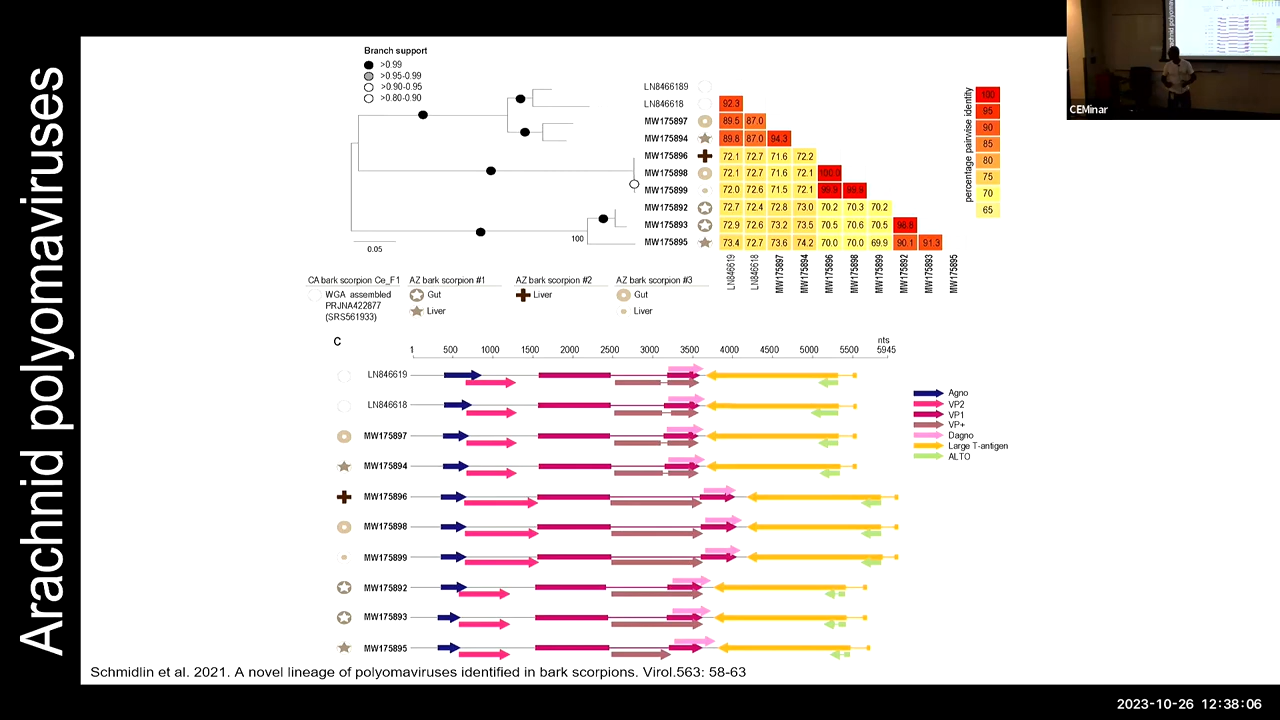 Arachnid polyomaviruses
Branch support
>0.99
>0.95-0.99
>0.90-0.95
>0.80-0.90
0.05
100
LN8466189
LN846618 92.3
MW175897 89.5 87.0
MW175894 89.8 87.0 94.3
MW175896 72.1 72.7 71.6 72.2
MW175898 72.1 72.7 71.6 72.1 100.0
MW175899 72.0 72.6 71.5 72.1 99.9 99.9
MW175892 72.7 72.4 72.8 73.0 70.2 70.3 70.2
MW175893 72.9 72.6 73.2 73.5 70.5 70.6 70.5 98.8
MW175895 73.4 72.7 73.6 74.2 70.0 70.0 69.9 90.1 91.3
LN846619 LN846618 MW175897 MW175894 MW175896 MW175898 MW175899 MW175892 MW175893 MW175895
percentage pairwise identity
100
95
90
85
80
75
70
65
CEMinar
CA bark scorpion Ce_F1
WGA assembled
PRJNA422877
(SRS561933)
AZ bark scorpion #1
Gut
Liver
AZ bark scorpion #2
Liver
AZ bark scorpion #3
Gut
Liver
C
nts
1 500 1000 1500 2000 2500 3000 3500 4000 4500 5000 5500 5945
LN846619
LN846618
MW175897
MW175894
MW175896
MW175898
MW175899
MW175892
MW175893
MW175895
Agno
VP2
VP1
VP+
Dagno
Large T-antigen
ALTO
Schmidlin et al. 2021. A novel lineage of polyomaviruses identified in bark scorpions. Virol.563: 58-63
2023-10-26 12:38:06